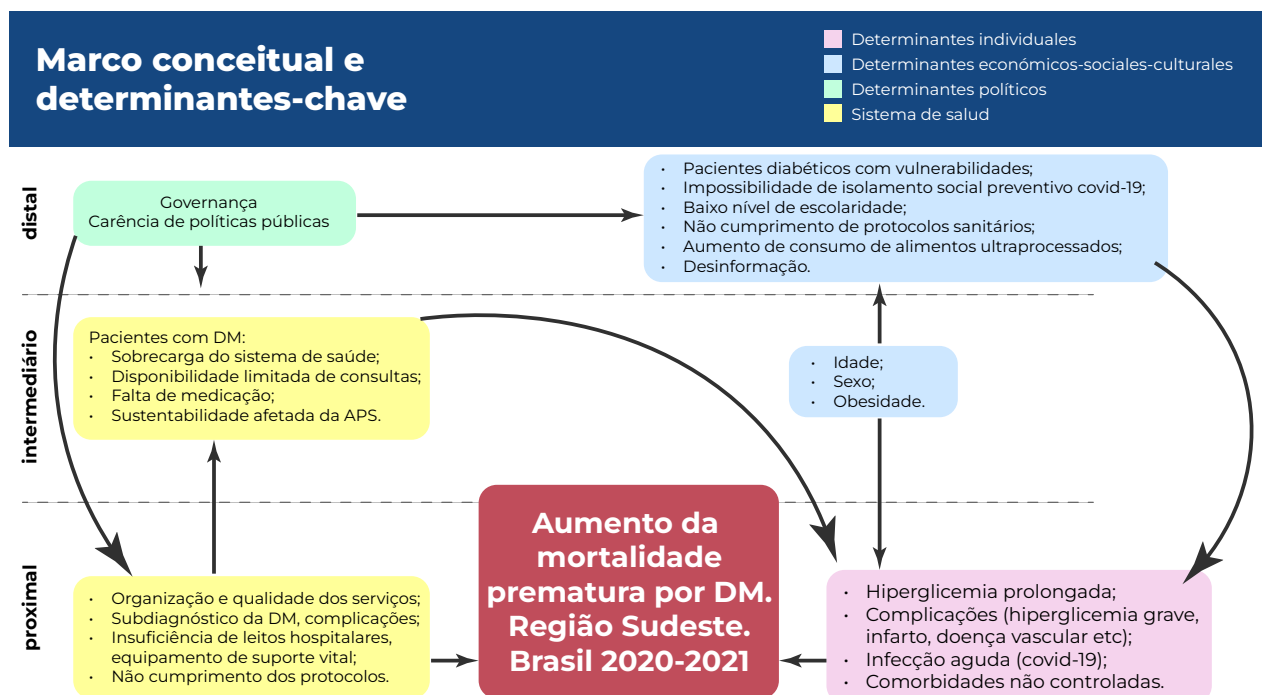 Marco conceitual e
determinantes-chave
Determinantes individuales
Determinantes económicos-sociales-culturales
Determinantes políticos
Sistema de salud
distal
Governança
Carência de políticas públicas
• Pacientes diabéticos com vulnerabilidades;
• Impossibilidade de isolamento social preventivo covid-19;
• Baixo nível de escolaridade;
• Não cumprimento de protocolos sanitários;
• Aumento de consumo de alimentos ultraprocessados;
• Desinformação.
intermediário
Pacientes com DM:
• Sobrecarga do sistema de saúde;
• Disponibilidade limitada de consultas;
• Falta de medicação;
• Sustentabilidade afetada da APS.
• Idade;
• Sexo;
• Obesidade.
proximal
• Organização e qualidade dos serviços;
• Subdiagnóstico da DM, complicações;
• Insuficiência de leitos hospitalares,
equipamento de suporte vital;
• Não cumprimento dos protocolos.
Aumento da
mortalidade
prematura por DM.
Região Sudeste.
Brasil 2020-2021
• Hiperglicemia prolongada;
• Complicações (hiperglicemia grave,
infarto, doença vascular etc);
• Infecção aguda (covid-19);
• Comorbidades não controladas.